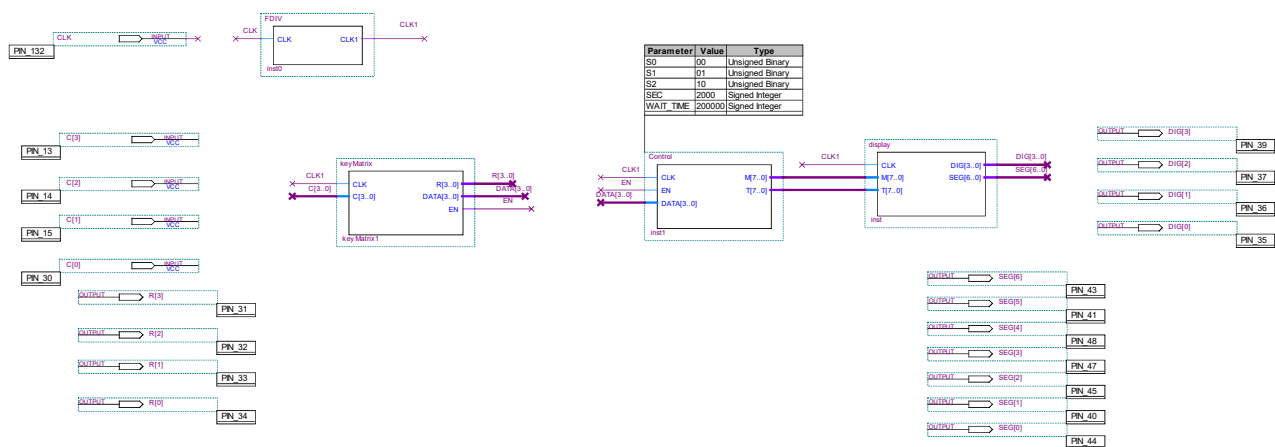 FDIV
CLK INPUT VCC
PIN_132
CLK CLK CLK1 CLK1
inst0
Parameter Value Type
S0 00 Unsigned Binary
S1 01 Unsigned Binary
S2 10 Unsigned Binary
SEC 2000 Signed Integer
WAIT_TIME 200000 Signed Integer
C[3] INPUT VCC
PIN_13
C[2] INPUT VCC
PIN_14
C[1] INPUT VCC
PIN_15
C[0] INPUT VCC
PIN_30
OUTPUT R[3]
PIN_31
OUTPUT R[2]
PIN_32
OUTPUT R[1]
PIN_33
OUTPUT R[0]
PIN_34
keyMatrix
CLK1 CLK R[3..0] R[3..0]
C[3..0] C[3..0] DATA[3..0] DATA[3..0]
EN EN
keyMatrix1
Control
CLK1 CLK M[7..0]
EN EN T[7..0]
DATA[3..0] DATA[3..0]
inst1
display
CLK1 CLK DIG[3..0] DIG[3..0]
M[7..0] SEG[6..0] SEG[6..0]
T[7..0]
inst
OUTPUT DIG[3]
PIN_39
OUTPUT DIG[2]
PIN_37
OUTPUT DIG[1]
PIN_36
OUTPUT DIG[0]
PIN_35
OUTPUT SEG[6]
PIN_43
OUTPUT SEG[5]
PIN_41
OUTPUT SEG[4]
PIN_48
OUTPUT SEG[3]
PIN_47
OUTPUT SEG[2]
PIN_45
OUTPUT SEG[1]
PIN_40
OUTPUT SEG[0]
PIN_44